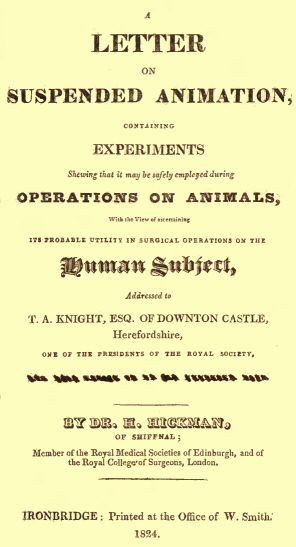 A
LETTER
ON
SUSPENDED ANIMATION,
CONTAINING
EXPERIMENTS
Shewing that it may be safely employed during
OPERATIONS ON ANIMALS,
With the View of ascertaining
ITS PROBABLE UTILITY IN SURGICAL OPERATIONS ON THE
Human Subject,
Addressed to
T. A. KNIGHT, ESQ. OF DOWNTON CASTLE,
Herefordshire,
ONE OF THE PRESIDENTS OF THE ROYAL SOCIETY,
BY DR. H. HICKMAN,
OF SHIFFNAL;
Member of the Royal Medical Societies of Edinburgh, and of
the Royal College of Surgeons, London.
IRONBRIDGE: Printed at the Office of W. Smith.
1824.